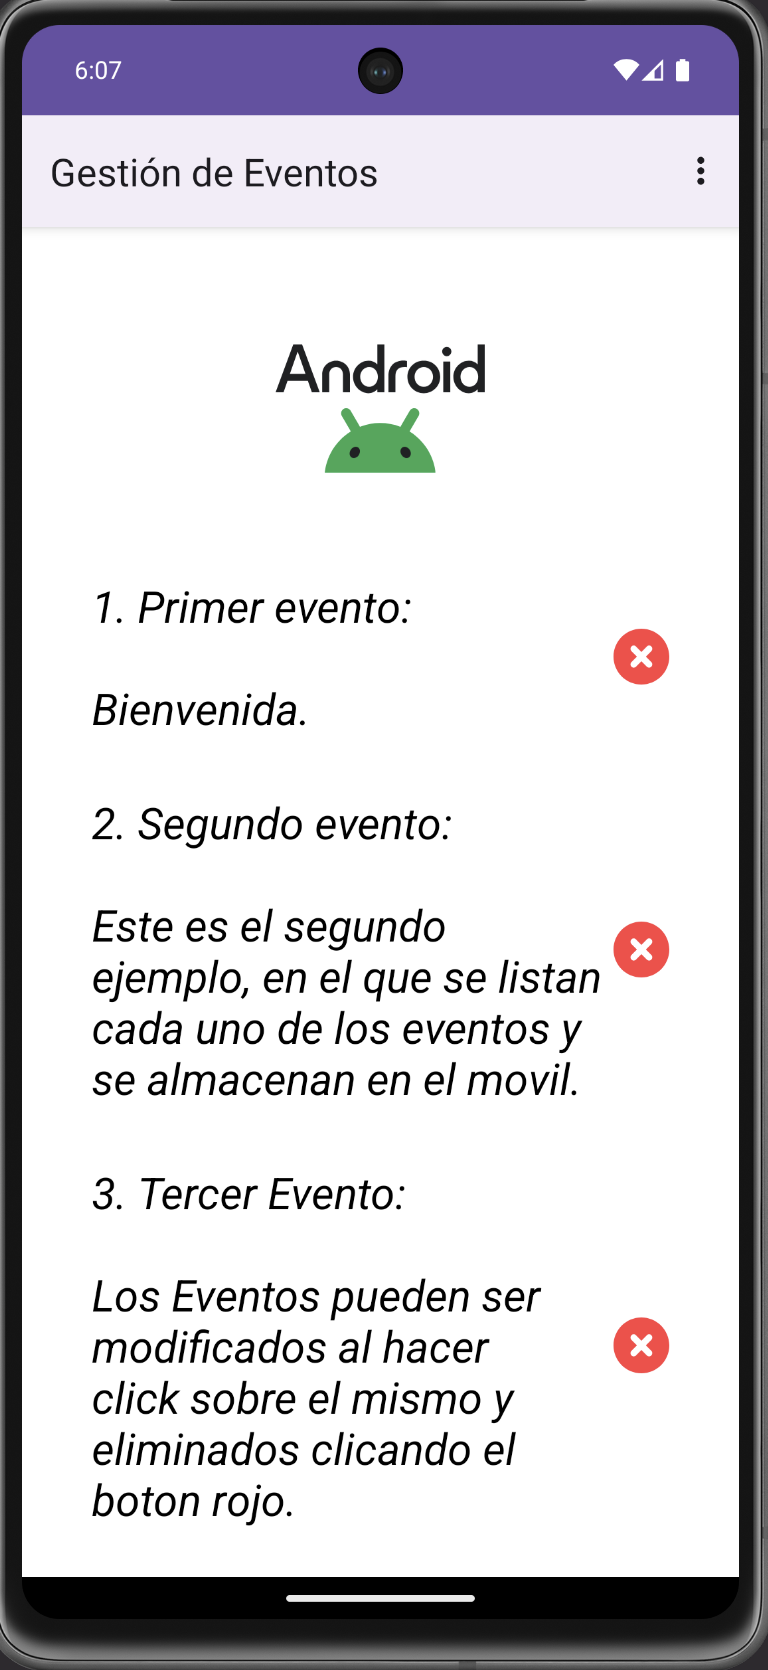 6:07
Gestión de Eventos
Android
1. Primer evento:
Bienvenida.
2. Segundo evento:
Este es el segundo
ejemplo, en el que se listan
cada uno de los eventos y
se almacenan en el movil.
3. Tercer Evento:
Los Eventos pueden ser
modificados al hacer
click sobre el mismo y
eliminados clicando el
boton rojo.